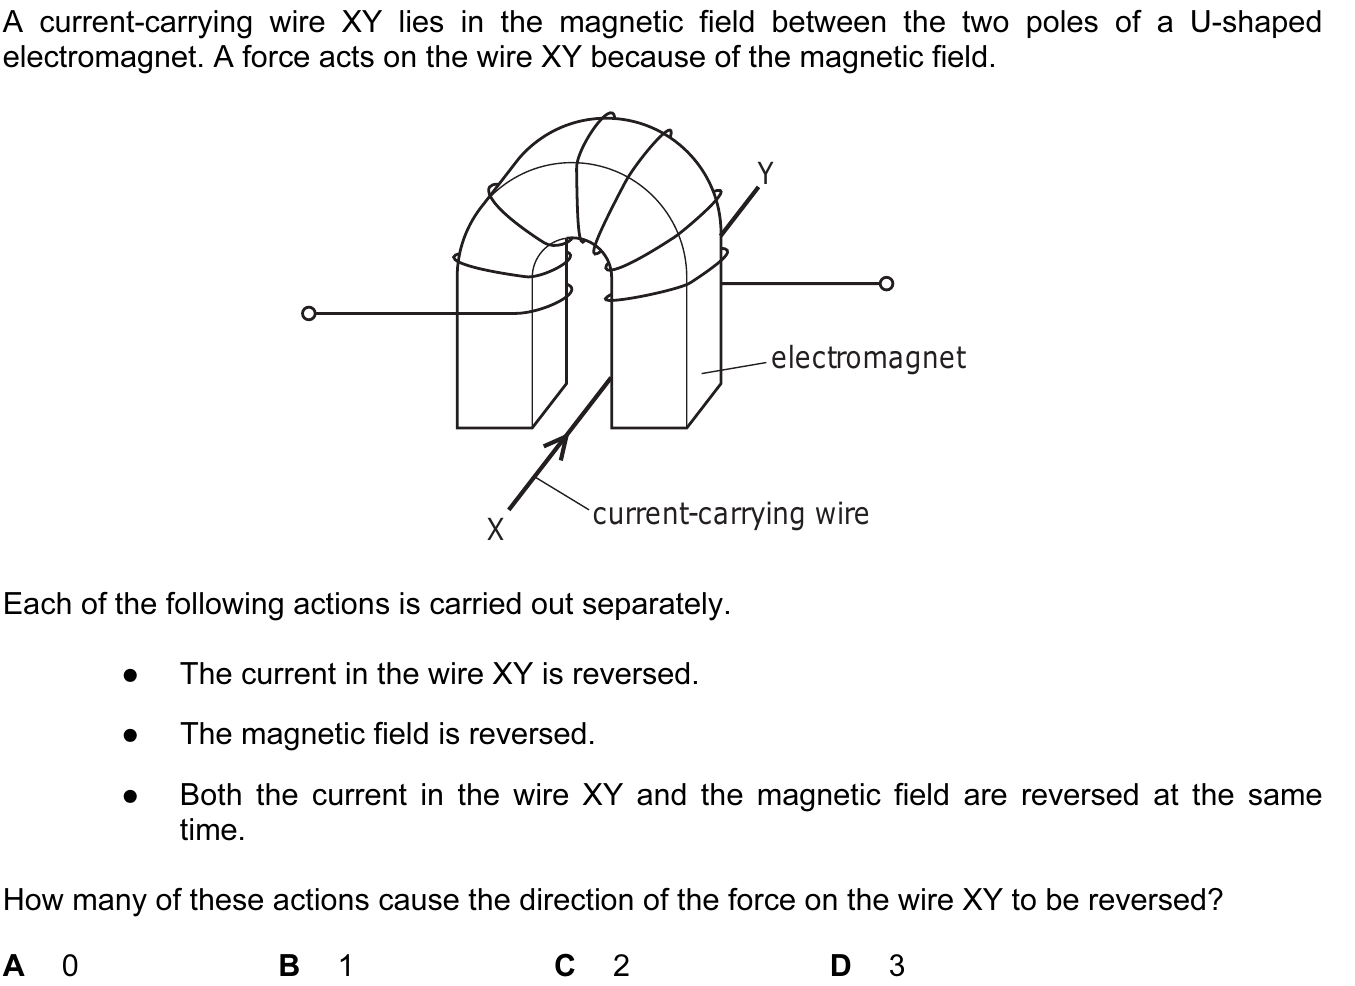 A current-carrying wire XY lies in the magnetic field between the two poles of a U-shaped
electromagnet. A force acts on the wire XY because of the magnetic field.
Y
electromagnet
current-carrying wire
X
Each of the following actions is carried out separately.
● The current in the wire XY is reversed.
● The magnetic field is reversed.
● Both the current in the wire XY and the magnetic field are reversed at the same
time.
How many of these actions cause the direction of the force on the wire XY to be reversed?
A 0 B 1 C 2 D 3